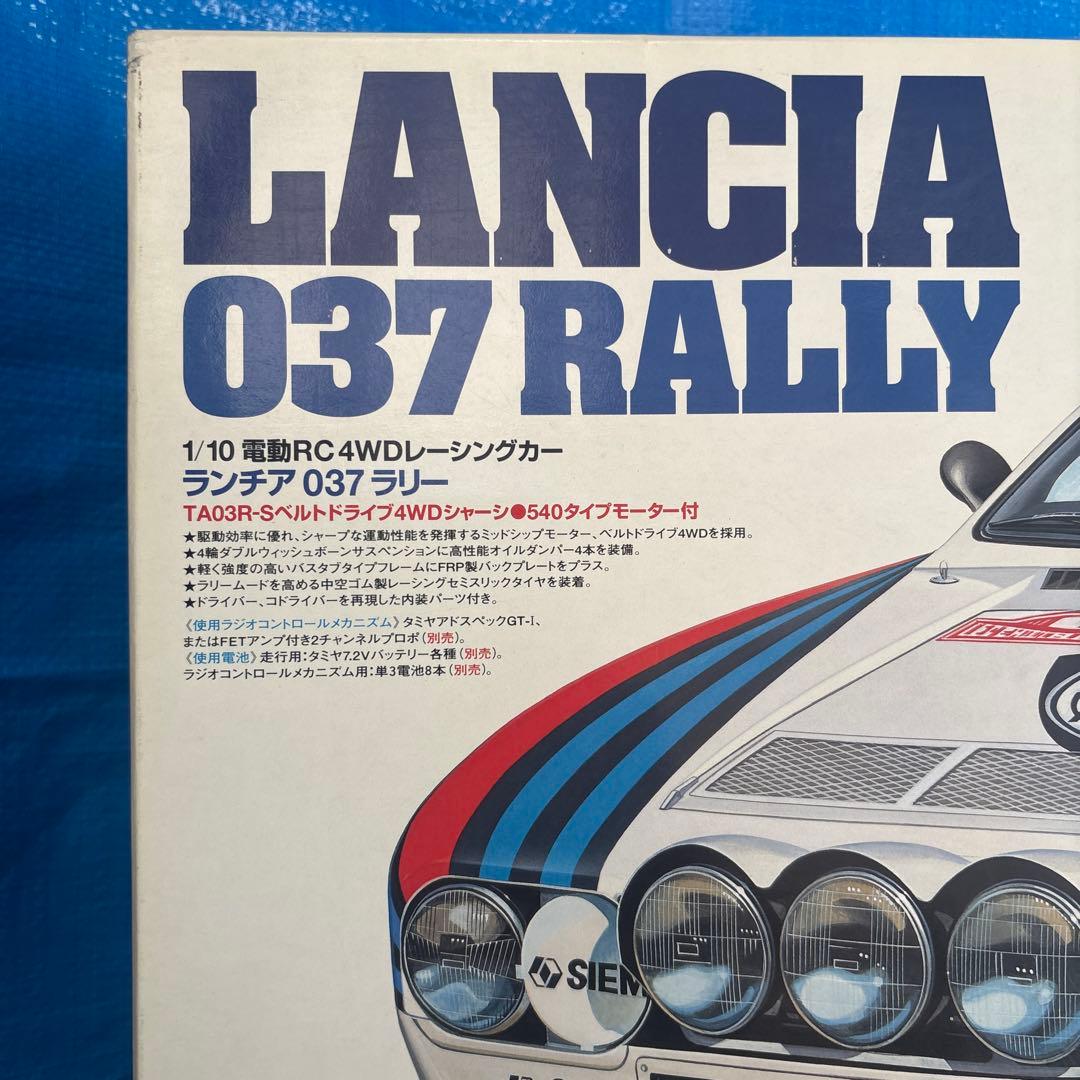 LANCIA
037 RALLY
1/10 電動RC4WDレーシングカー
ランチア 037 ラリー
TA03R-Sベルトドライブ4WDシャーシ●540タイプモーター付
★駆動効率に優れ、シャープな運動性能を発揮するミッドシップモーター、ベルトドライブ4WDを採用。
★4輪ダブルウィッシュボーンサスペンションに高性能オイルダンパー4本を装備。
★軽く強度の高いバスタブタイプフレームにFRP製バックプレートをプラス。
★ラリームードを高める中空ゴム製レーシングセミスリックタイヤを装着。
★ドライバー、コドライバーを再現した内装パーツ付き。
《使用ラジオコントロールメカニズム》タミヤアドスペックGT-I、
またはFETアンプ付き2チャンネルプロポ(別売)。
《使用電池》走行用:タミヤ7.2Vバッテリー各種(別売)。
ラジオコントロールメカニズム用:単3電池8本(別売)。
SIEM